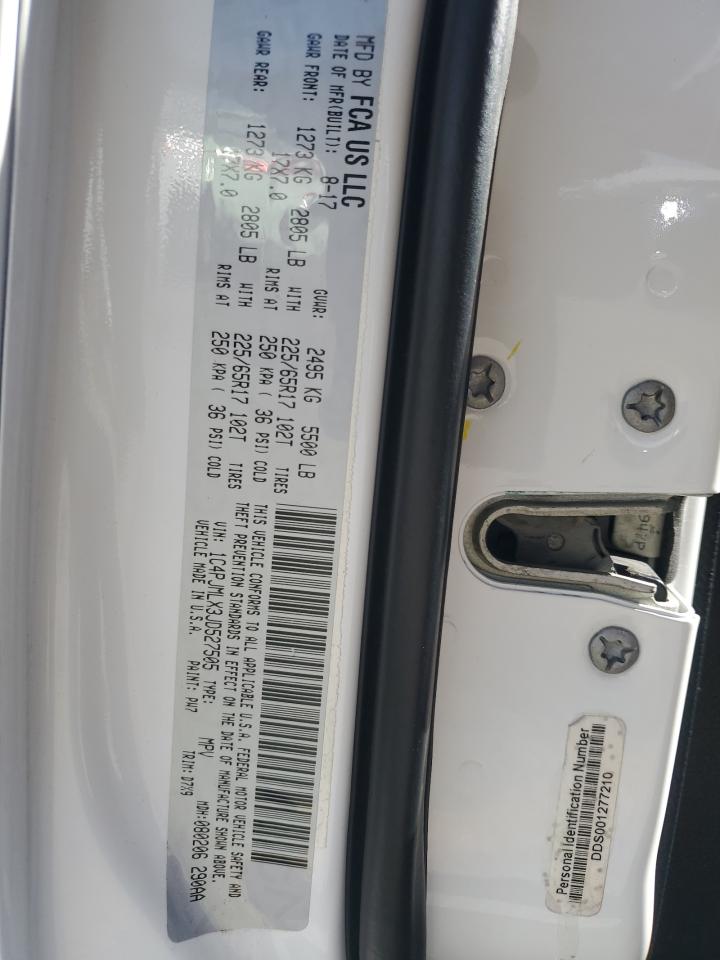 MFD BY FCA US LLC
DATE OF MFR(BUILT): 8-17 GVWR: 2495 KG 5500 LB
GAWR FRONT: 1273 KG 2805 LB WITH 225/65R17 102T TIRES
17X7.0 RIMS AT 250 KPA ( 36 PSI) COLD
GAWR REAR: 1273 KG 2805 LB WITH 225/65R17 102T TIRES
17X7.0 RIMS AT 250 KPA ( 36 PSI) COLD
THIS VEHICLE CONFORMS TO ALL APPLICABLE U.S.A. FEDERAL MOTOR VEHICLE SAFETY AND
THEFT PREVENTION STANDARDS IN EFFECT ON THE DATE OF MANUFACTURE SHOWN ABOVE.
VIN: 1C4PJMLX3JD527505 TYPE: MPV MDH:080206 290AA
VEHICLE MADE IN U.S.A. PAINT: PW7 TRIM: D7X9
Personal Identification Number
DDS001277210